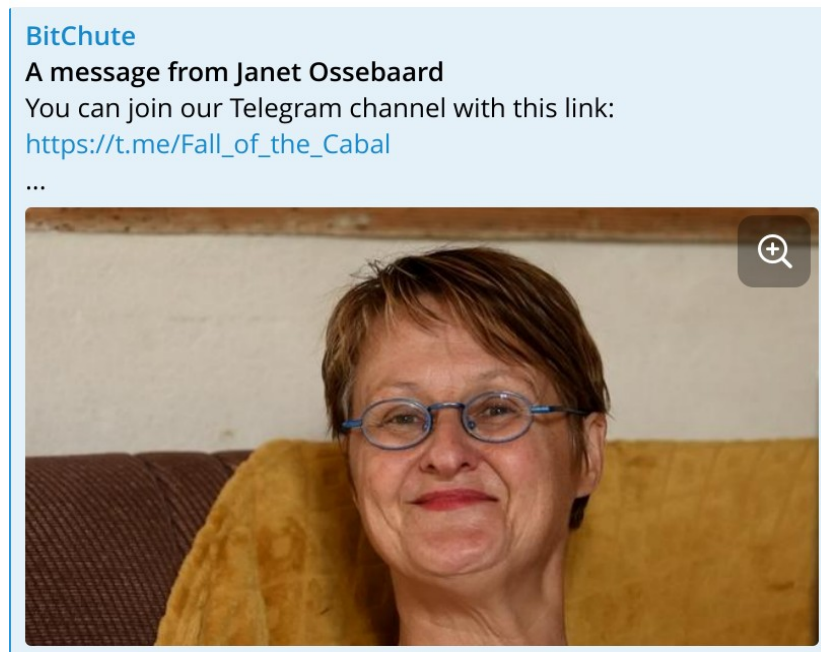 BitChute
A message from Janet Ossebaard
You can join our Telegram channel with this link:
https://t.me/Fall_of_the_Cabal
...